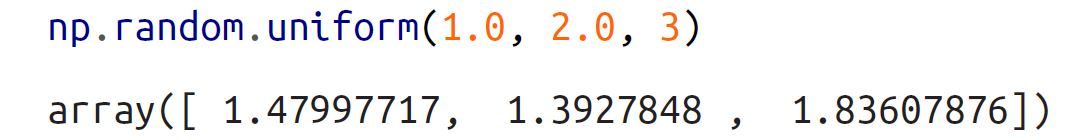 np.random.uniform(1.0, 2.0, 3)
array([ 1.47997717,  1.3927848 ,  1.83607876])